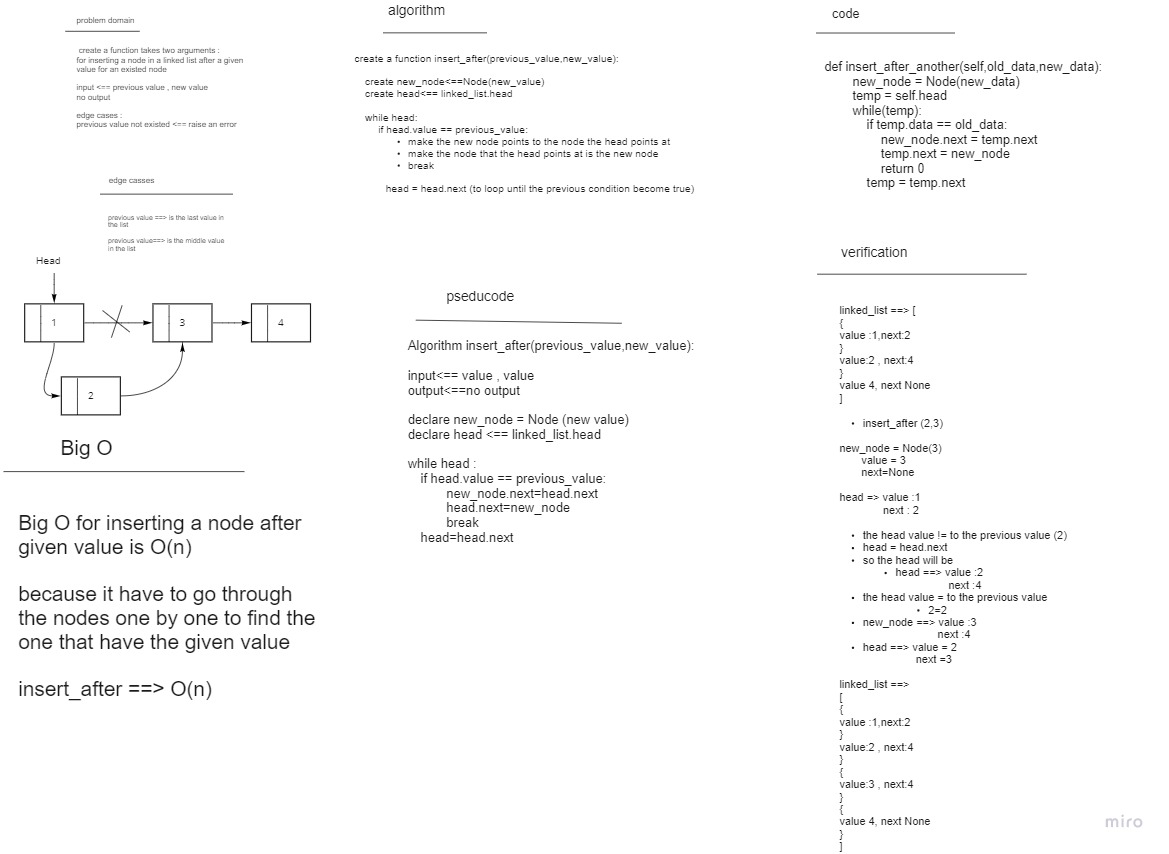 problem domain
create a function takes two arguments :
for inserting a node in a linked list after a given
value for an existed node
input <== previous value , new value
no output
edge cases :
previous value not existed <== raise an error
edge casses
previous value ==> is the last value in
the list
previous value==> is the middle value
in the list
Head
1
3
4
2
Big O
Big O for inserting a node after
given value is O(n)
because it have to go through
the nodes one by one to find the
one that have the given value
insert_after ==> O(n)
algorithm
create a function insert_after(previous_value,new_value):
create new_node<==Node(new_value)
create head<== linked_list.head
while head:
if head.value == previous_value:
• make the new node points to the node the head points at
• make the node that the head points at is the new node
• break
head = head.next (to loop until the previous condition become true)
pseducode
Algorithm insert_after(previous_value,new_value):
input<== value , value
output<==no output
declare new_node = Node (new value)
declare head <== linked_list.head
while head :
if head.value == previous_value:
new_node.next=head.next
head.next=new_node
break
head=head.next
code
def insert_after_another(self,old_data,new_data):
new_node = Node(new_data)
temp = self.head
while(temp):
if temp.data == old_data:
new_node.next = temp.next
temp.next = new_node
return 0
temp = temp.next
verification
linked_list ==> [
{
value :1,next:2
}
value:2 , next:4
}
value 4, next None
]
• insert_after (2,3)
new_node = Node(3)
value = 3
next=None
head => value :1
next : 2
• the head value != to the previous value (2)
• head = head.next
• so the head will be
• head ==> value :2
next :4
• the head value = to the previous value
• 2=2
• new_node ==> value :3
next :4
• head ==> value = 2
next =3
linked_list ==>
[
{
value :1,next:2
}
value:2 , next:4
}
{
value:3 , next:4
}
{
value 4, next None
}
]
miro